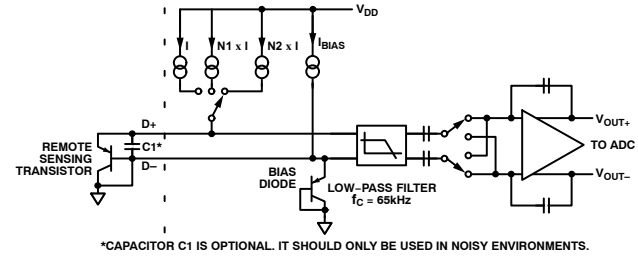 V_DD
I
N1 x I
N2 x I
I_BIAS
D+
C1*
D–
REMOTE
SENSING
TRANSISTOR
BIAS
DIODE
LOW–PASS FILTER
f_C = 65kHz
V_OUT+
TO ADC
V_OUT–
*CAPACITOR C1 IS OPTIONAL. IT SHOULD ONLY BE USED IN NOISY ENVIRONMENTS.